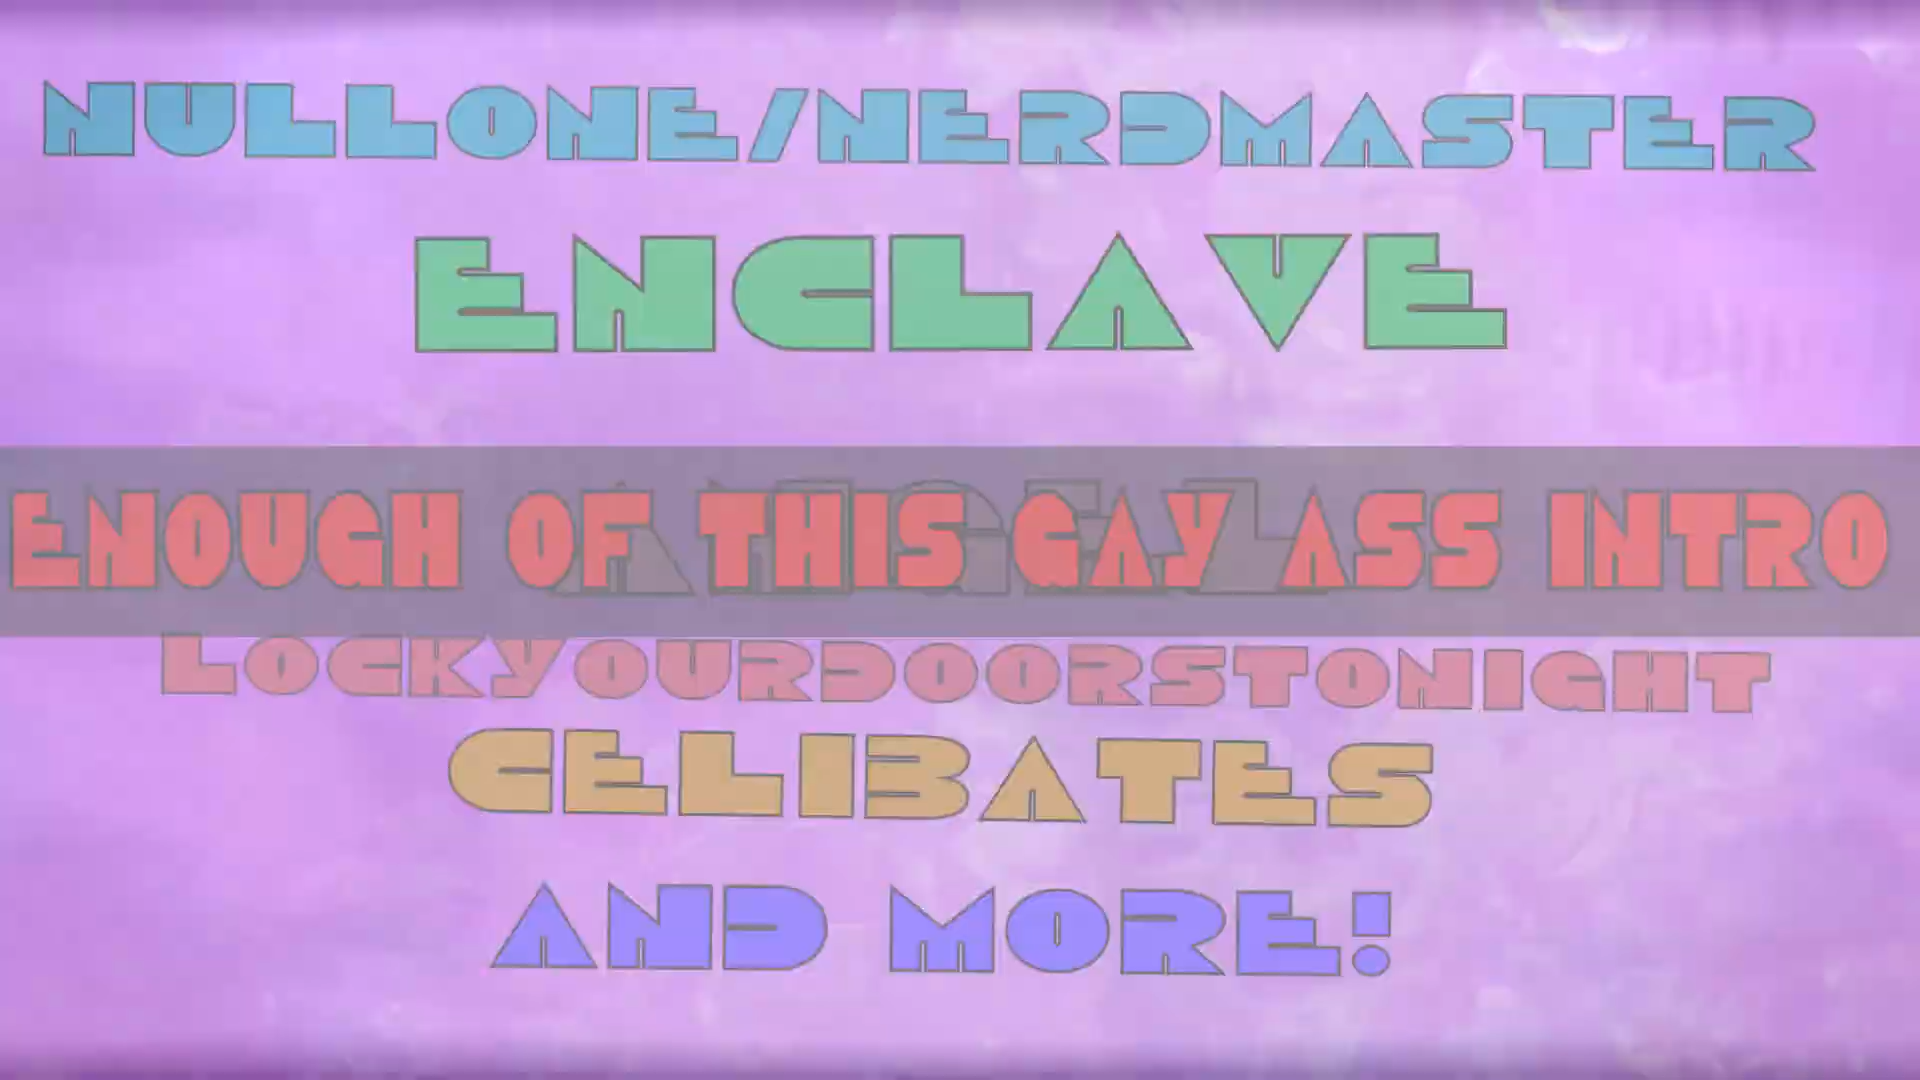 NULLONE/NERDMASTER
ENCLAVE
ENOUGH OF THIS GAY ASS INTRO
LOCKYOURDOORSTONIGHT
CELIBATES
AND MORE!